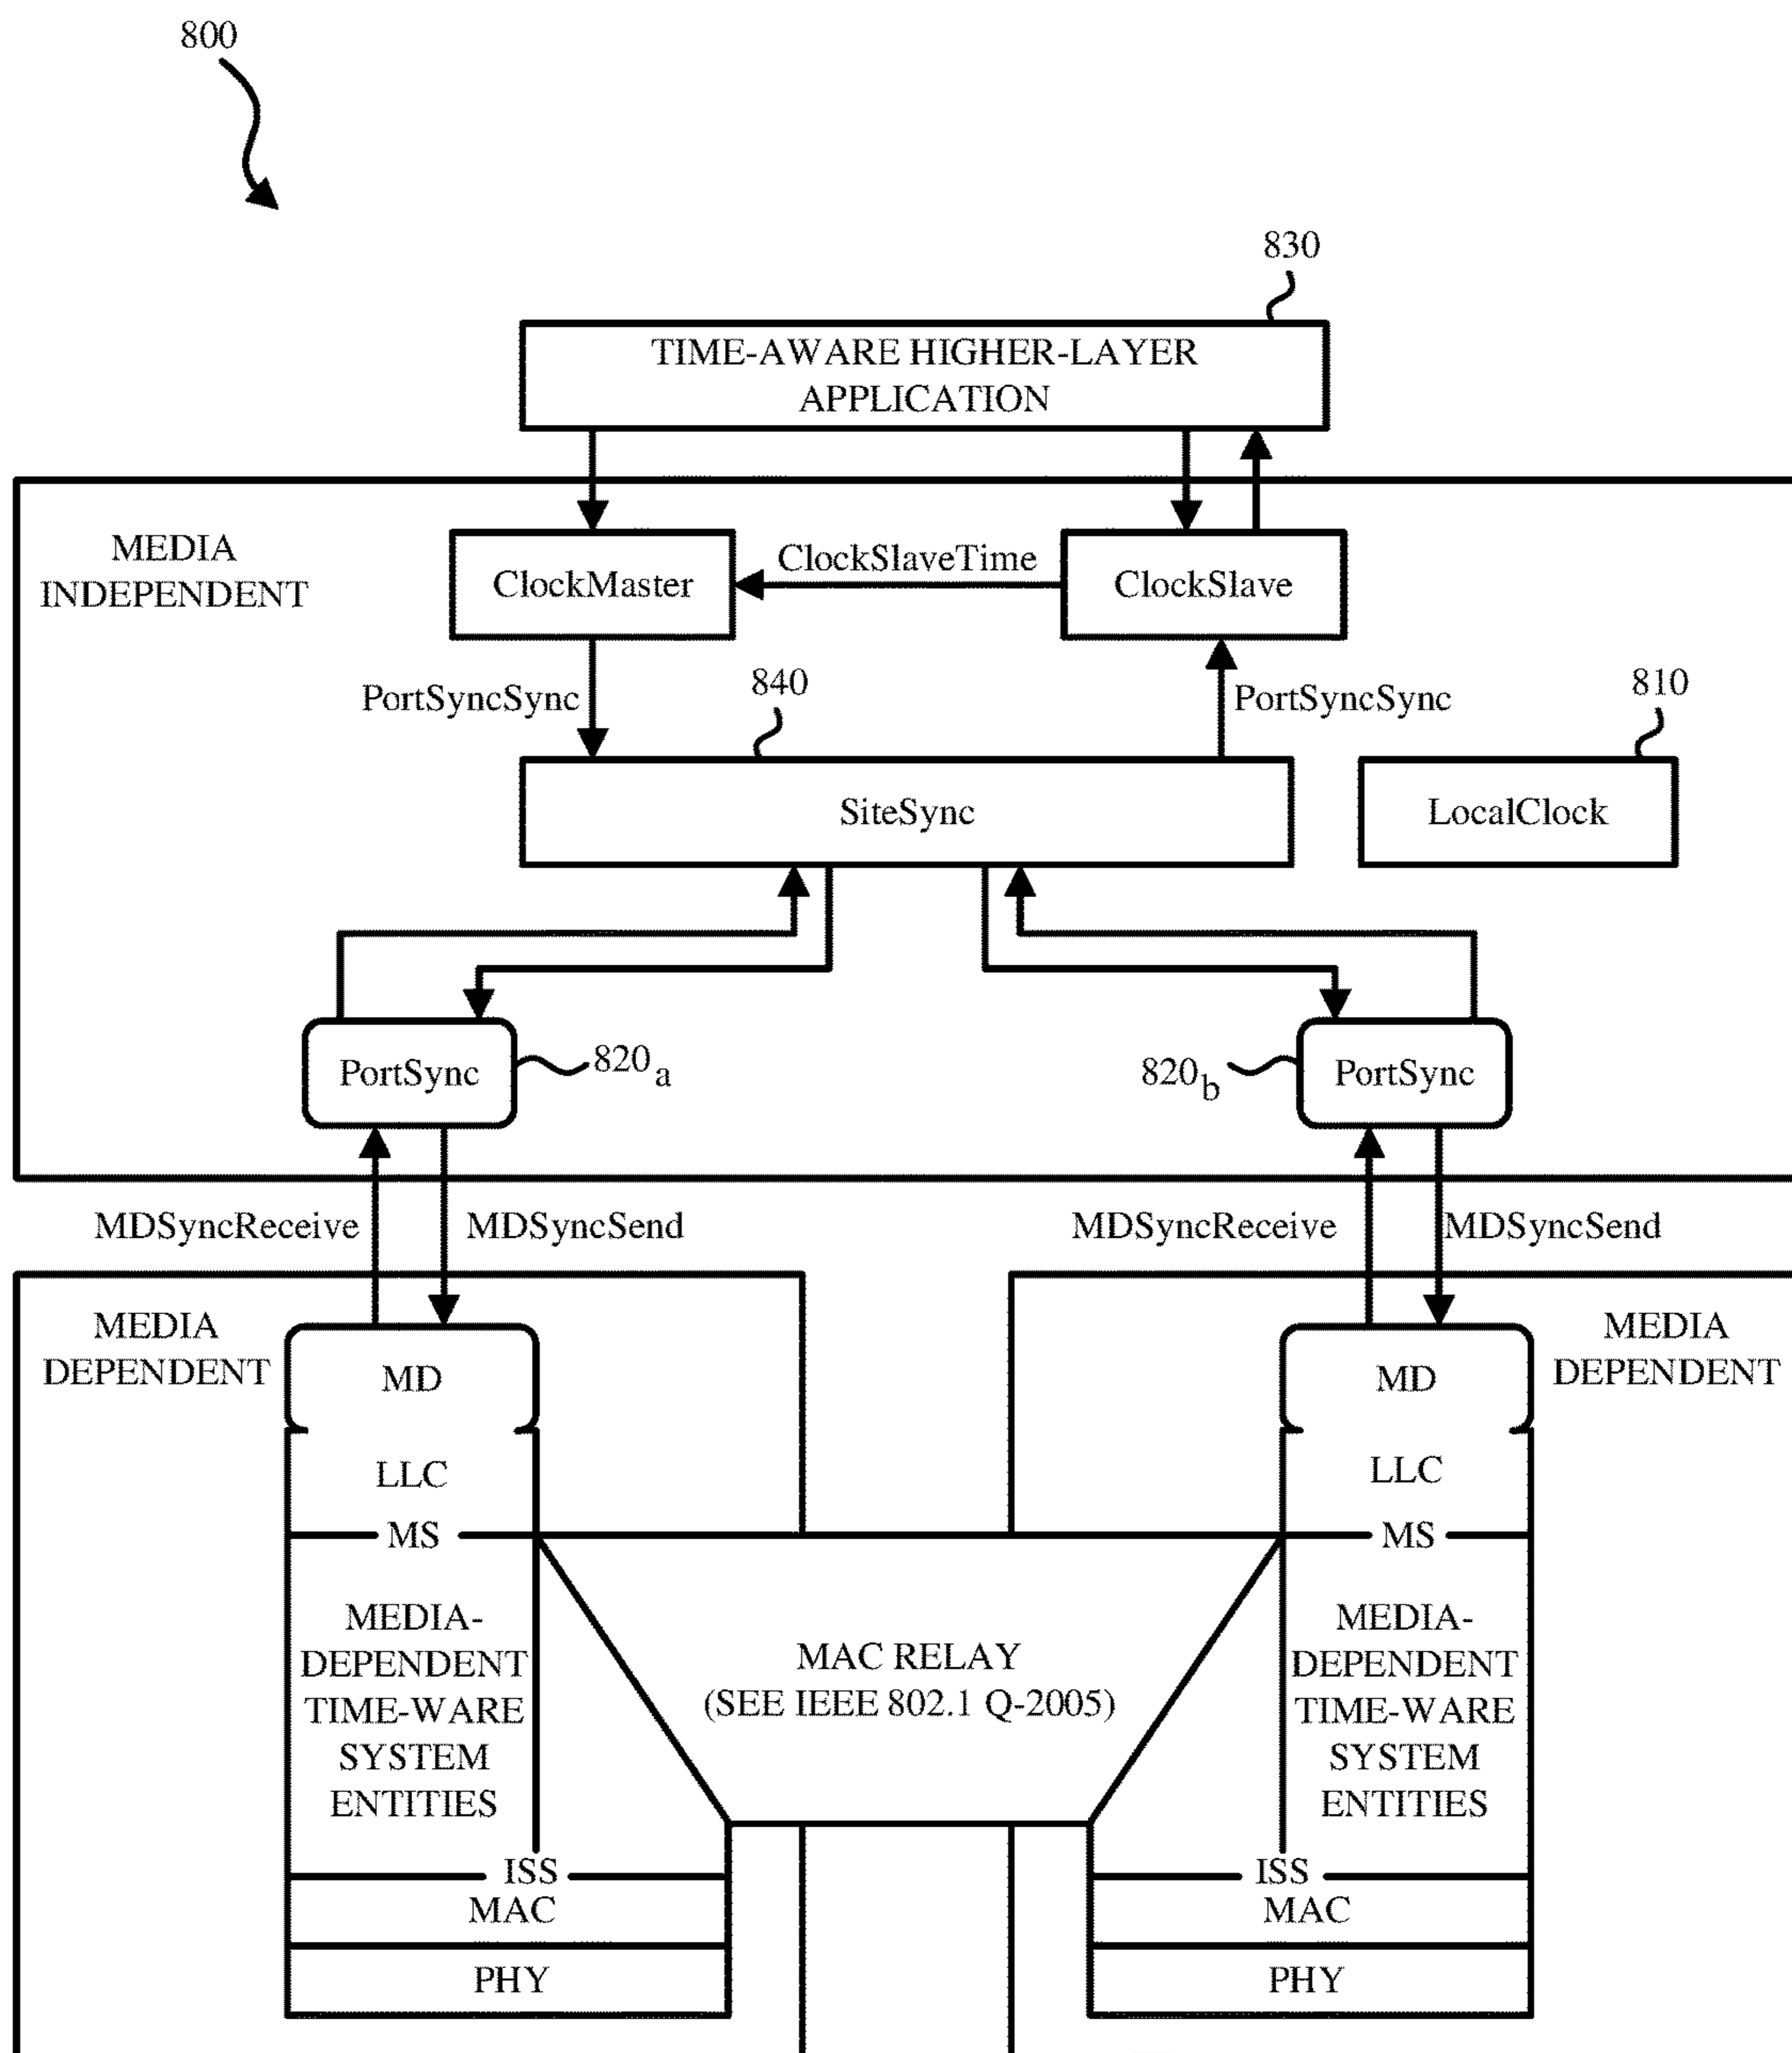 800
830
TIME-AWARE HIGHER-LAYER
APPLICATION
MEDIA
INDEPENDENT
ClockMaster
ClockSlaveTime
ClockSlave
PortSyncSync
840
PortSyncSync
810
SiteSync
LocalClock
PortSync
820a
820b
PortSync
MDSyncReceive
MDSyncSend
MDSyncReceive
MDSyncSend
MEDIA
DEPENDENT
MD
LLC
MS
MEDIA-
DEPENDENT
TIME-WARE
SYSTEM
ENTITIES
ISS
MAC
PHY
MAC RELAY
(SEE IEEE 802.1 Q-2005)
MEDIA
DEPENDENT
MD
LLC
MS
MEDIA-
DEPENDENT
TIME-WARE
SYSTEM
ENTITIES
ISS
MAC
PHY